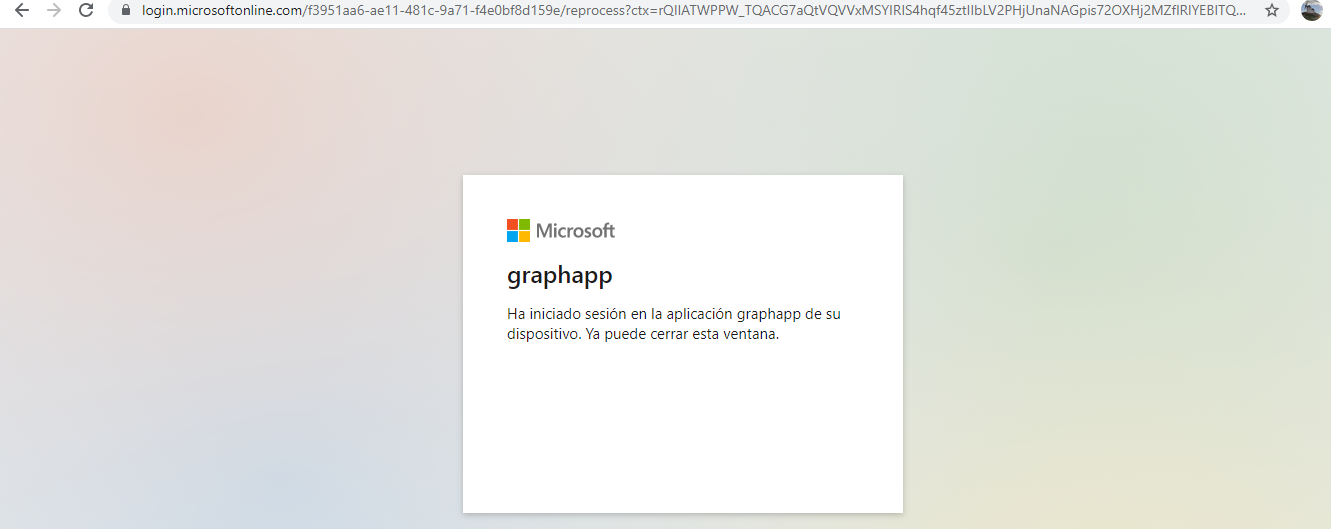 login.microsoftonline.com/f3951aa6-ae11-481c-9a71-f4e0bf8d159e/reprocess?ctx=rQIIATWPPW_TQACG7aQtVQVVxMSYIRIS4hqf45ztIIbLV2PHjUnaNAGpis72OXHj2MZfIRIYEBITQ...
Microsoft
graphapp
Ha iniciado sesión en la aplicación graphapp de su
dispositivo. Ya puede cerrar esta ventana.